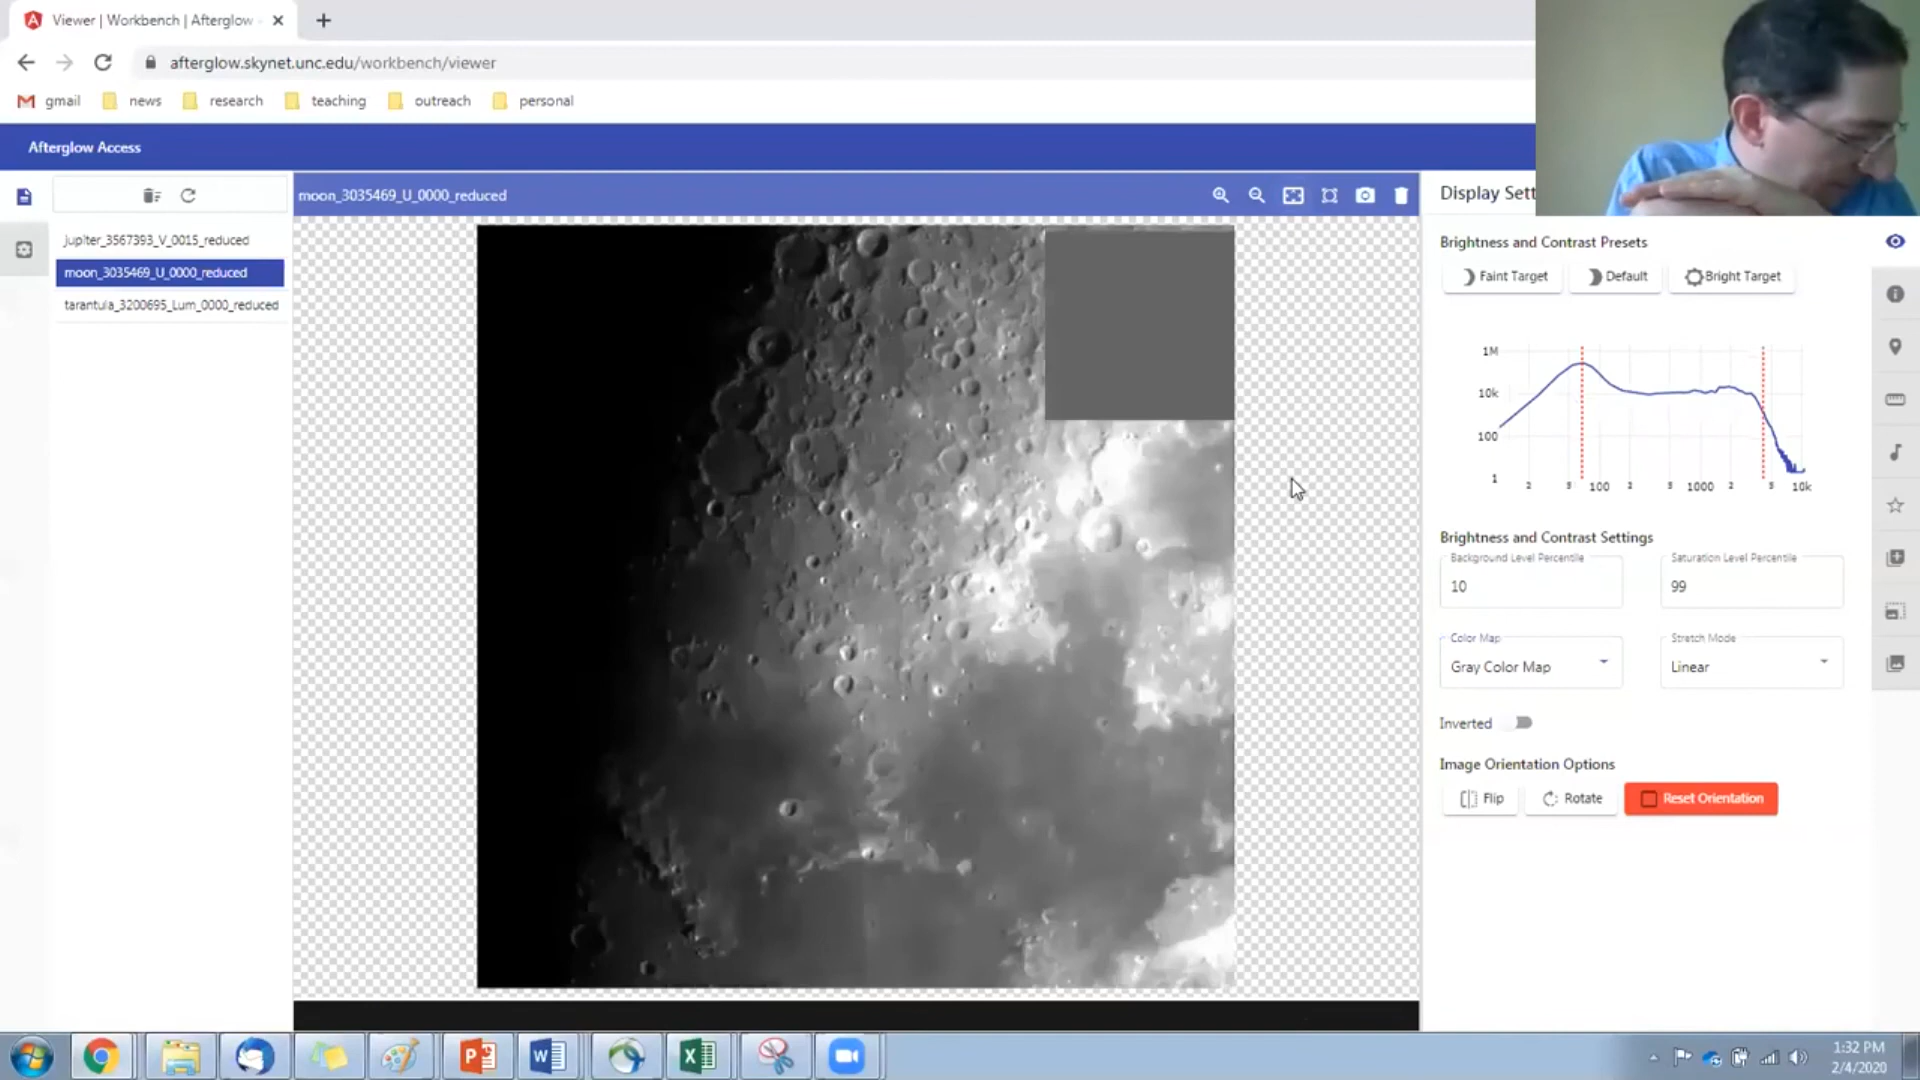 Viewer | Workbench | Afterglow
afterglow.skynet.unc.edu/workbench/viewer
gmail
news
research
teaching
outreach
personal
Afterglow Access
moon_3035469_U_0000_reduced
Display Sett
jupiter_3567393_V_0015_reduced
moon_3035469_U_0000_reduced
tarantula_3200695_Lum_0000_reduced
Brightness and Contrast Presets
Faint Target
Default
Bright Target
1M
10k
100
1
2
5
100
2
5
1000
2
5
10k
Brightness and Contrast Settings
Background Level Percentile
10
Saturation Level Percentile
99
Color Map
Gray Color Map
Stretch Mode
Linear
Inverted
Image Orientation Options
Flip
Rotate
Reset Orientation
1:32 PM
2/4/2020